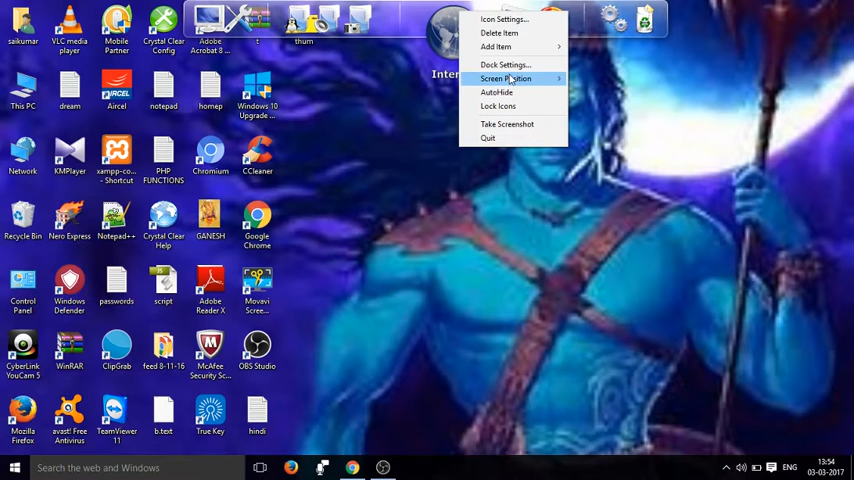 saikumar
VLC media
player
Mobile
Partner
Crystal Clear
Config
Adobe
Acrobat 8 ...
t
thum
Icon Settings...
Delete Item
Add Item
Dock Settings...
Screen Position
AutoHide
Lock Icons
Take Screenshot
Quit
This PC
dream
Aircel
notepad
homep
Windows 10
Upgrade ...
Network
KMPlayer
xampp-co...
- Shortcut
PHP
FUNCTIONS
Chromium
CCleaner
Recycle Bin
Nero Express
Notepad++
Crystal Clear
Help
GANESH
Google
Chrome
Control
Panel
Windows
Defender
passwords
script
Adobe
Reader X
Movavi
Scree...
CyberLink
YouCam 5
WinRAR
ClipGrab
feed 8-11-16
McAfee
Security Sc...
OBS Studio
Mozilla
Firefox
avast! Free
Antivirus
TeamViewer
11
b.text
True Key
hindi
Search the web and Windows
ENG
13:54
03-03-2017